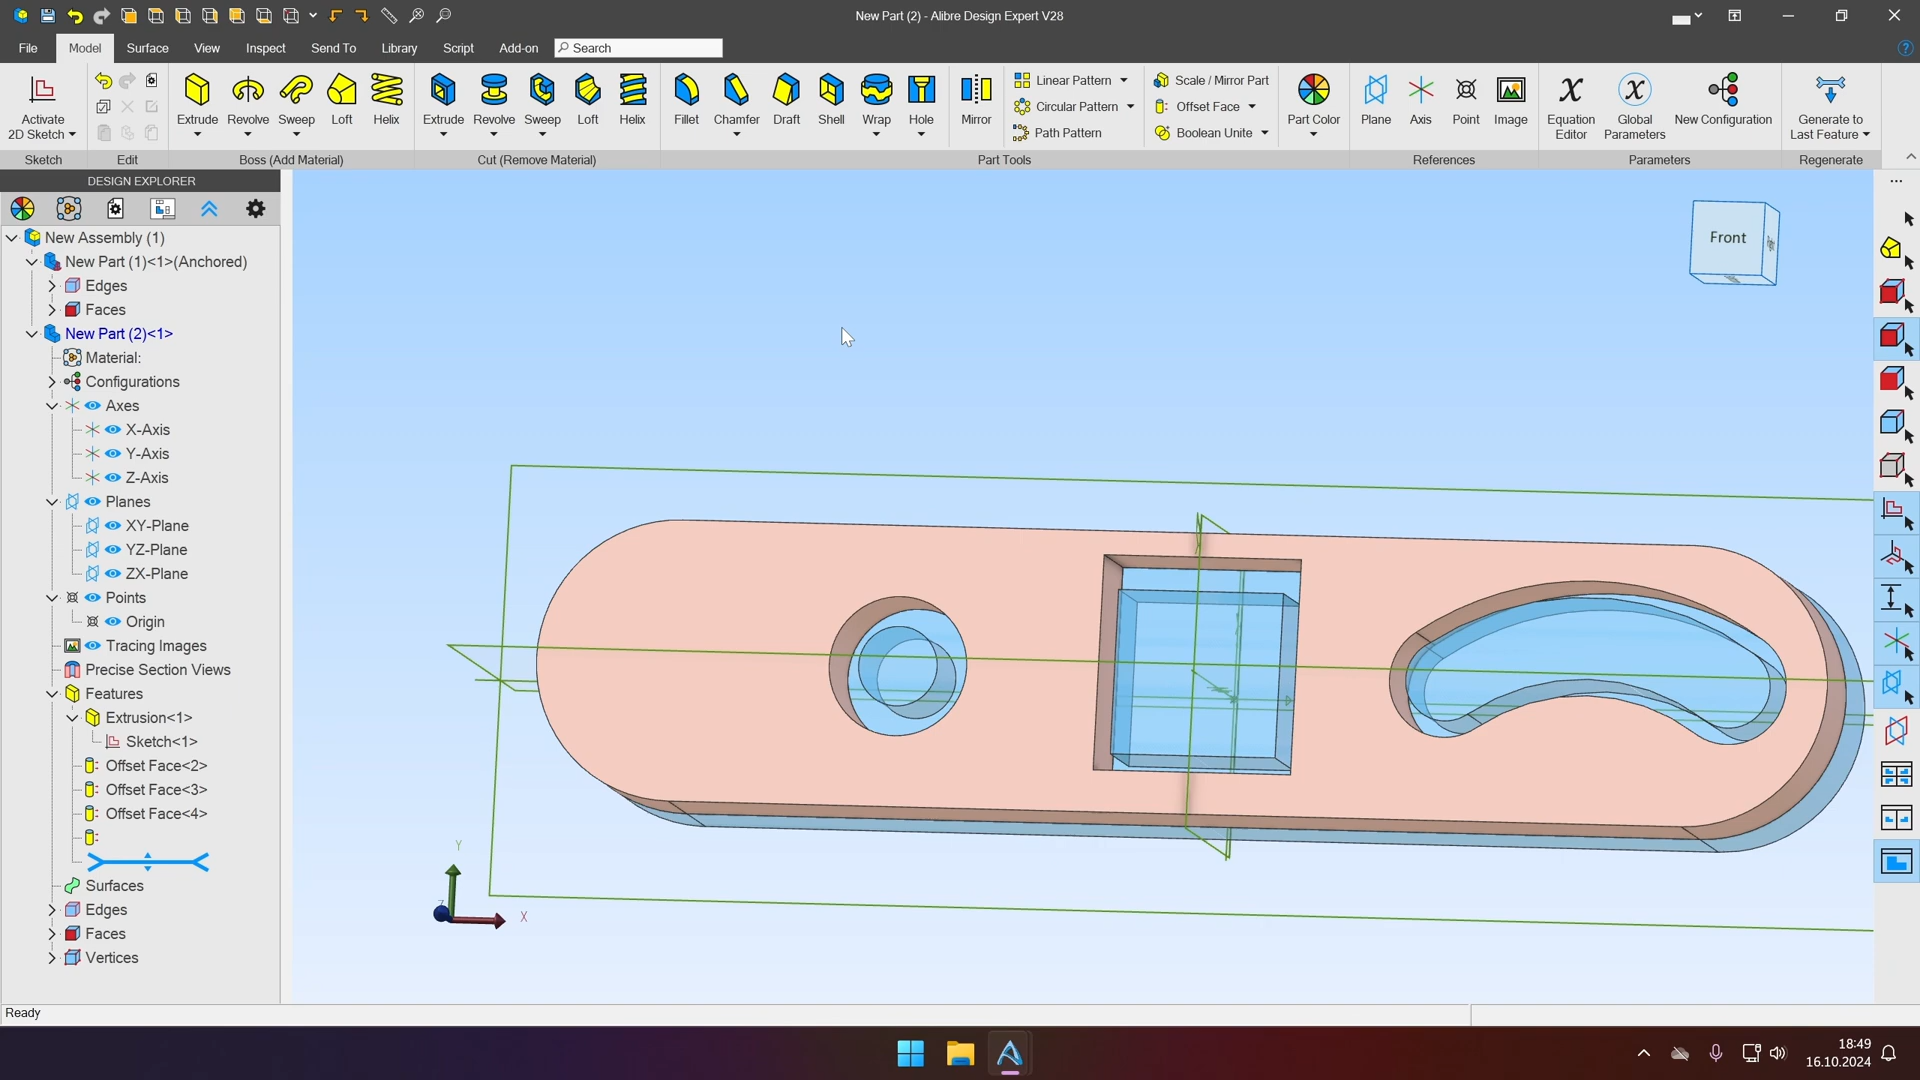 New Part (2) - Alibre Design Expert V28
File
Model
Surface
View
Inspect
Send To
Library
Script
Add-on
Search
Activate
2D Sketch
Sketch
Edit
Extrude
Revolve
Sweep
Loft
Helix
Boss (Add Material)
Extrude
Revolve
Sweep
Loft
Helix
Cut (Remove Material)
Fillet
Chamfer
Draft
Shell
Wrap
Hole
Mirror
Linear Pattern
Circular Pattern
Path Pattern
Scale / Mirror Part
Offset Face
Boolean Unite
Part Color
Part Tools
Plane
Axis
Point
Image
References
Equation
Editor
Global
Parameters
New Configuration
Parameters
Generate to
Last Feature
Regenerate
DESIGN EXPLORER
New Assembly (1)
New Part (1)<1>(Anchored)
Edges
Faces
New Part (2)<1>
Material:
Configurations
Axes
X-Axis
Y-Axis
Z-Axis
Planes
XY-Plane
YZ-Plane
ZX-Plane
Points
Origin
Tracing Images
Precise Section Views
Features
Extrusion<1>
Sketch<1>
Offset Face<2>
Offset Face<3>
Offset Face<4>
Surfaces
Edges
Faces
Vertices
Front
Y
Z
X
Ready
18:49
16.10.2024